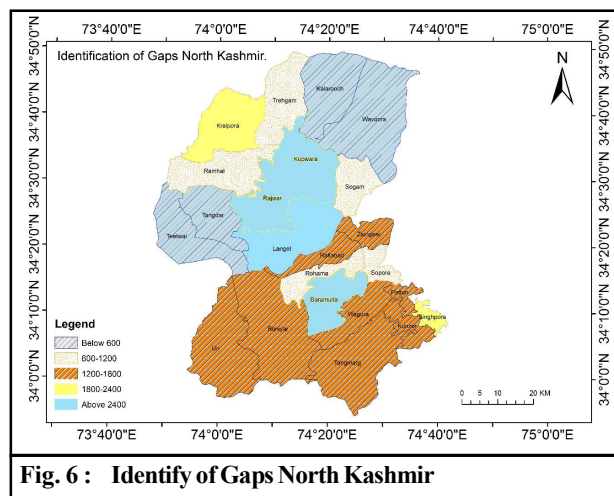 73°40'0"E 74°0'0"E 74°20'0"E 74°40'0"E 75°0'0"E
Identification of Gaps North Kashmir.
N
34°50'0"N
34°40'0"N
34°30'0"N
34°20'0"N
34°10'0"N
34°0'0"N
34°50'0"N
34°40'0"N
34°30'0"N
34°20'0"N
34°10'0"N
34°0'0"N
Kalarooch
Trehgam
Wavoora
Kralpora
Kupwara
Ramhal
Sogam
Rajwar
Tangdar
Teetwal
Langet
Zaingeer
Rafiabad
Rohama
Sopore
Baramulla
Pattan
Singhpora
Wagura
Kunzar
Boniyar
Uri
Tangmarg
Legend
Below 600
600-1200
1200-1800
1800-2400
Above 2400
0 5 10 20 KM
73°40'0"E 74°0'0"E 74°20'0"E 74°40'0"E 75°0'0"E
Fig. 6 : Identify of Gaps North Kashmir